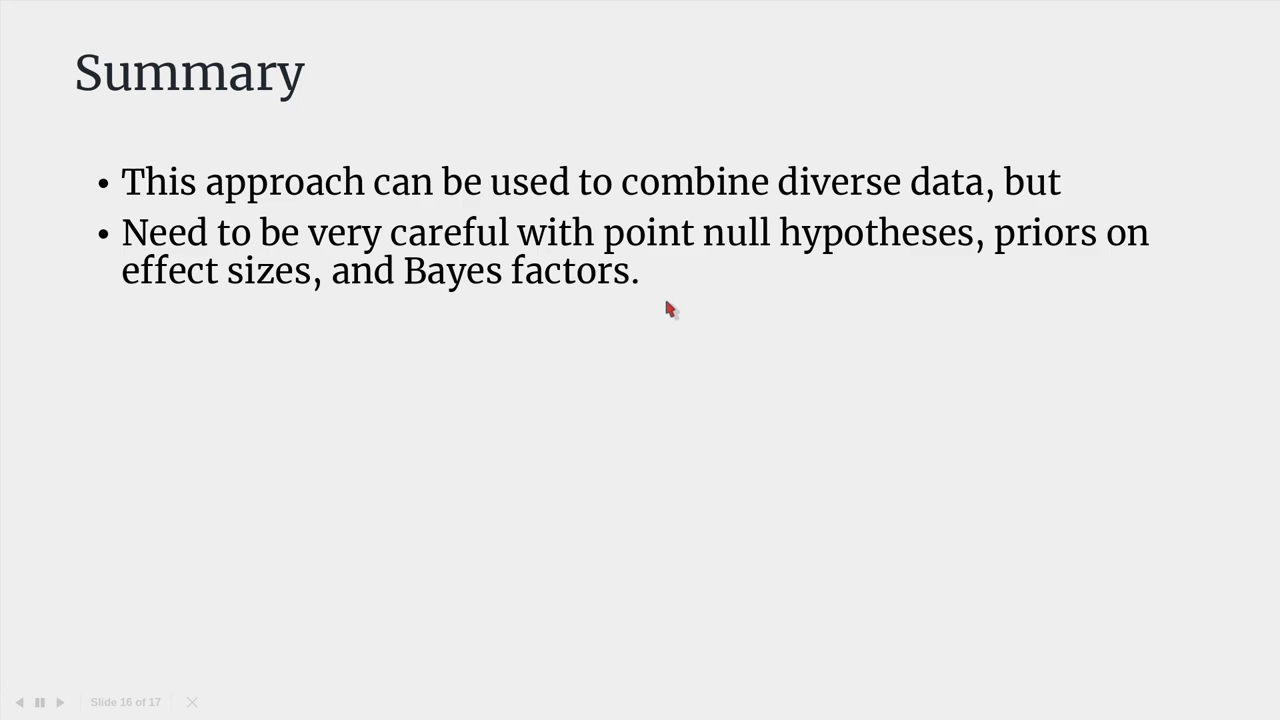 Summary
• This approach can be used to combine diverse data, but
• Need to be very careful with point null hypotheses, priors on
effect sizes, and Bayes factors.
Slide 16 of 17